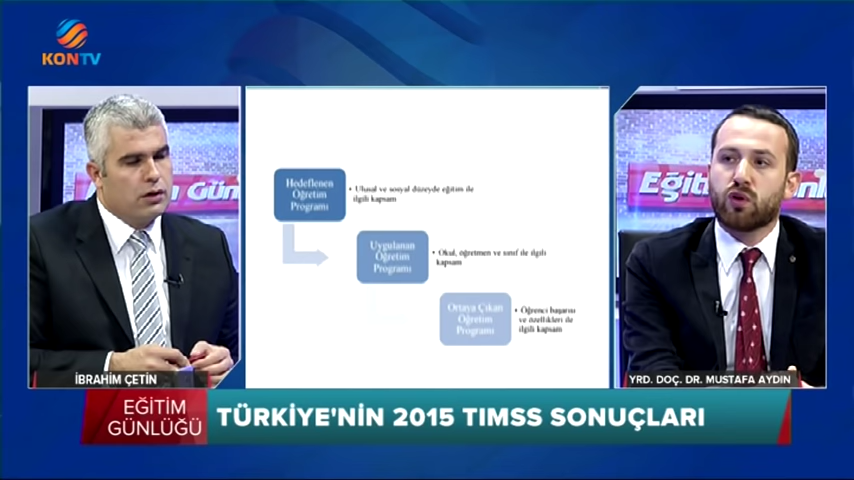 KONTV
Hedeflenen
Öğretim
Programı
• Ulusal ve sosyal düzeyde eğitim ile
ilgili kapsam
Uygulanan
Öğretim
Programı
• Okul, öğretmen ve sınıf ile ilgili
kapsam
Ortaya Çıkan
Öğretim
Programı
• Öğrenci başarısı
ve özellikleri ile
ilgili kapsam
Gün
Eğiti
İBRAHİM ÇETİN
YRD. DOÇ. DR. MUSTAFA AYDIN
EĞİTİM
GÜNLÜĞÜ
TÜRKİYE'NİN 2015 TIMSS SONUÇLARI